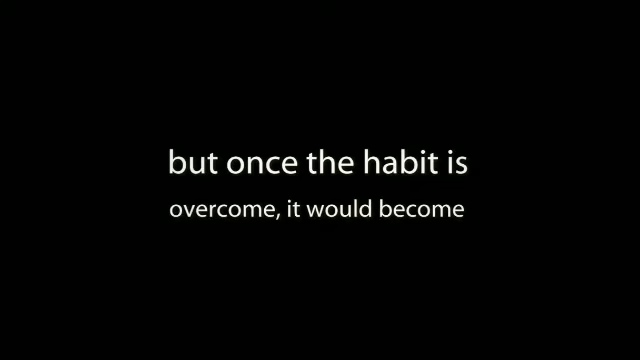 but once the habit is
overcome, it would become